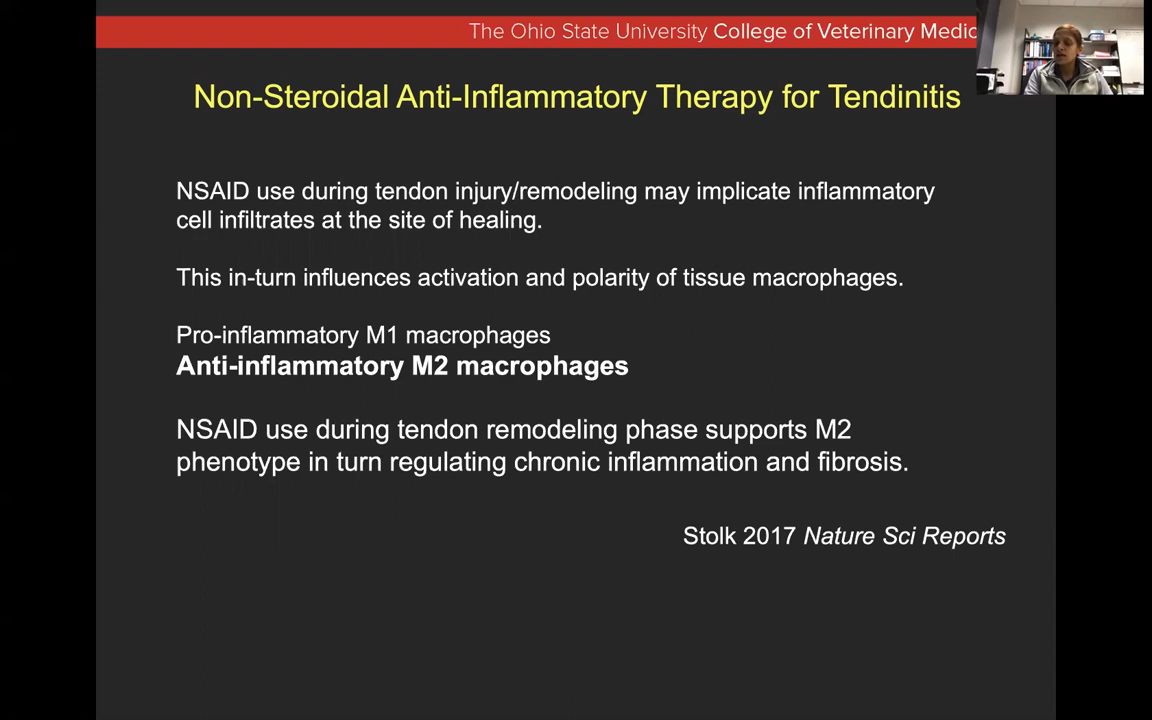 The Ohio State University College of Veterinary Medic
Non-Steroidal Anti-Inflammatory Therapy for Tendinitis
NSAID use during tendon injury/remodeling may implicate inflammatory
cell infiltrates at the site of healing.
This in-turn influences activation and polarity of tissue macrophages.
Pro-inflammatory M1 macrophages
Anti-inflammatory M2 macrophages
NSAID use during tendon remodeling phase supports M2
phenotype in turn regulating chronic inflammation and fibrosis.
Stolk 2017 Nature Sci Reports